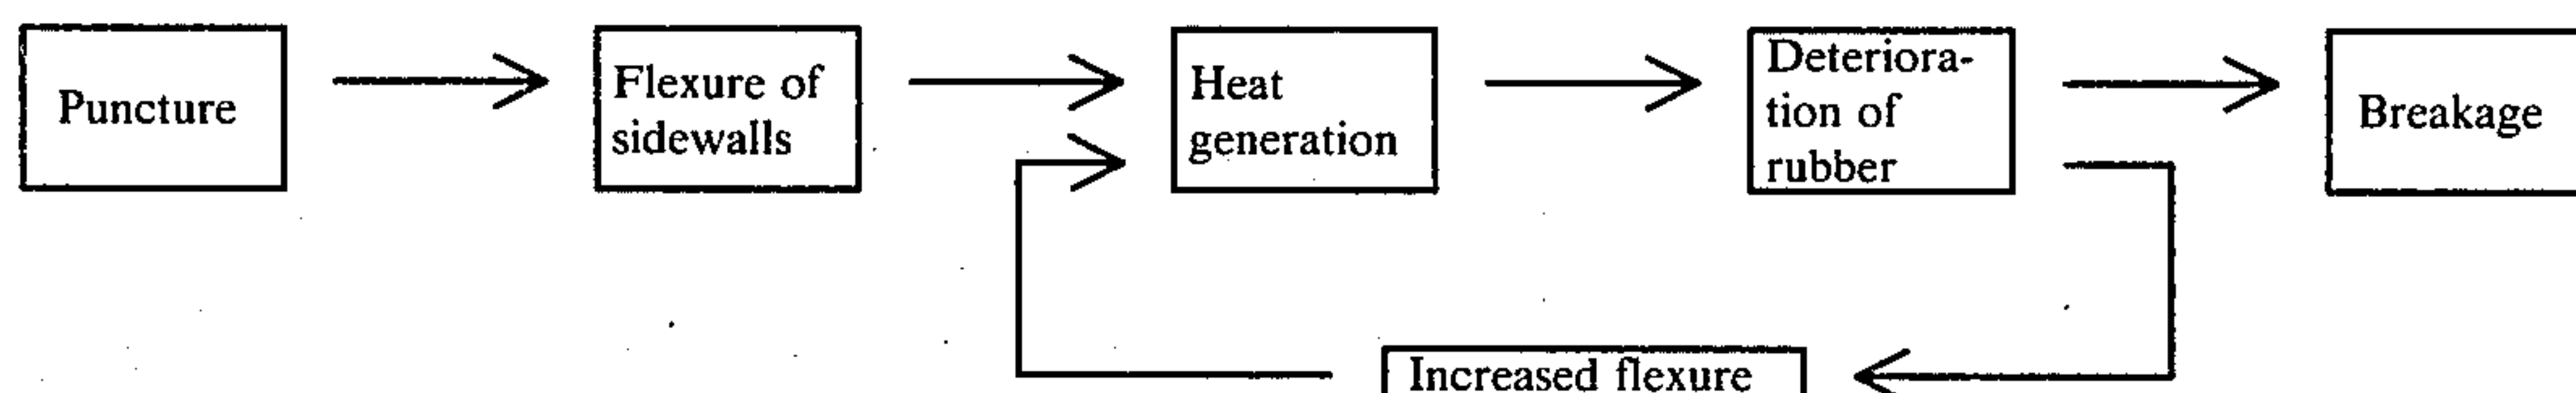 Puncture
Flexure of
sidewalls
Heat
generation
Deteriora-
tion of
rubber
Breakage
Increased flexure